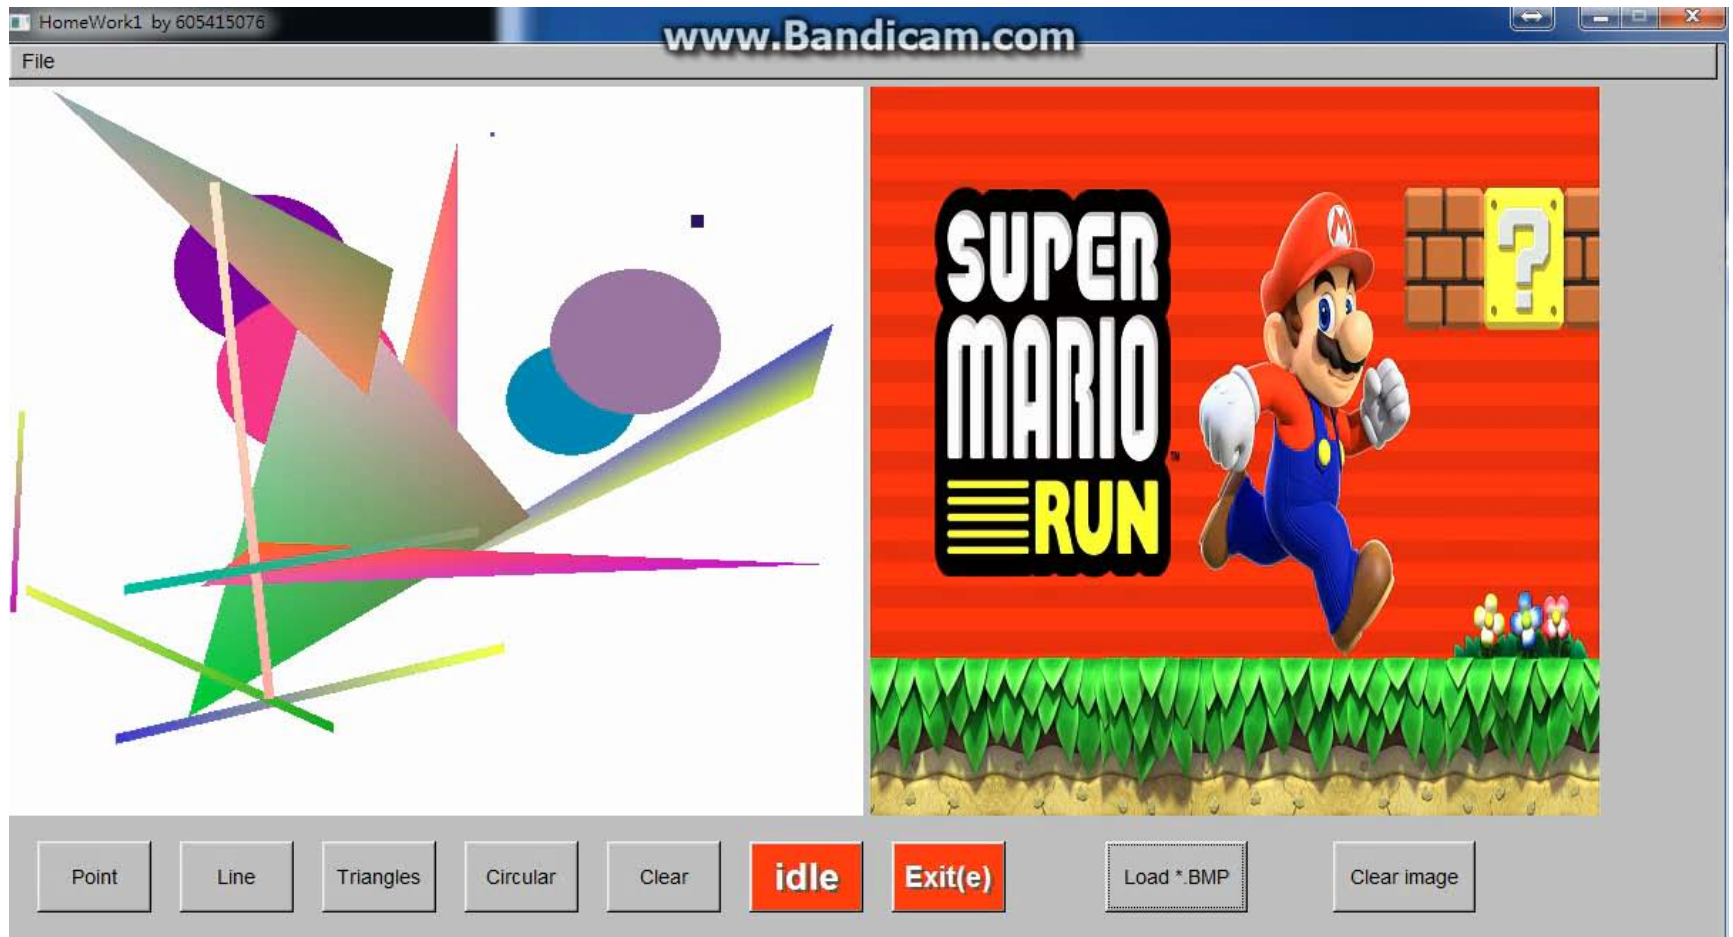 HomeWork1 by 605415076
www.Bandicam.com
File
SUPER
MARIO
TM
RUN
M
?
Point
Line
Triangles
Circular
Clear
idle
Exit(e)
Load *.BMP
Clear image